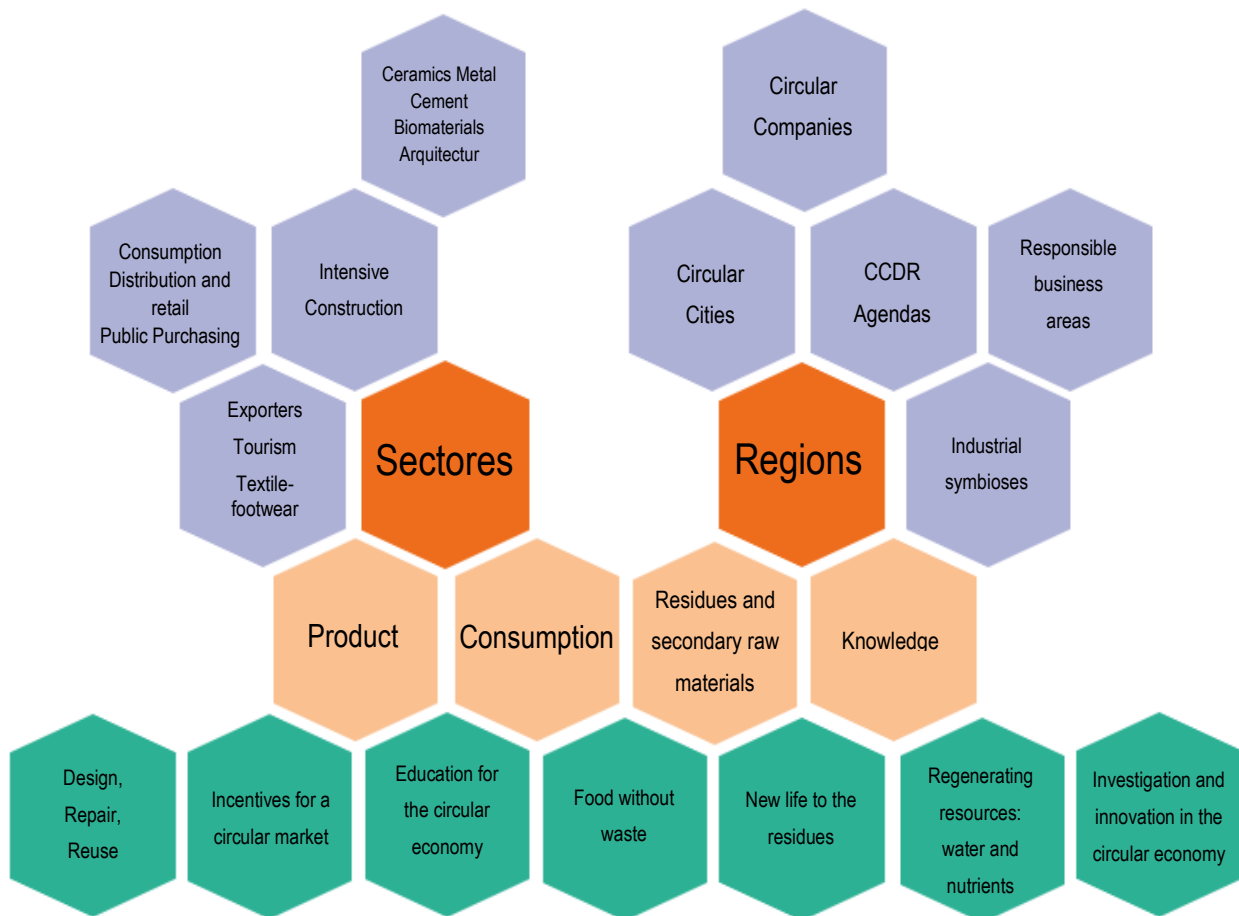 Ceramics Metal
Cement
Biomaterials
Arquitectur
Circular
Companies
Consumption
Distribution and
retail
Public Purchasing
Intensive
Construction
Circular
Cities
CCDR
Agendas
Responsible
business
areas
Exporters
Tourism
Textile-
footwear
Sectores
Regions
Industrial
symbioses
Product
Consumption
Residues and
secondary raw
materials
Knowledge
Design,
Repair,
Reuse
Incentives for a
circular market
Education for
the circular
economy
Food without
waste
New life to the
residues
Regenerating
resources:
water and
nutrients
Investigation and
innovation in the
circular economy